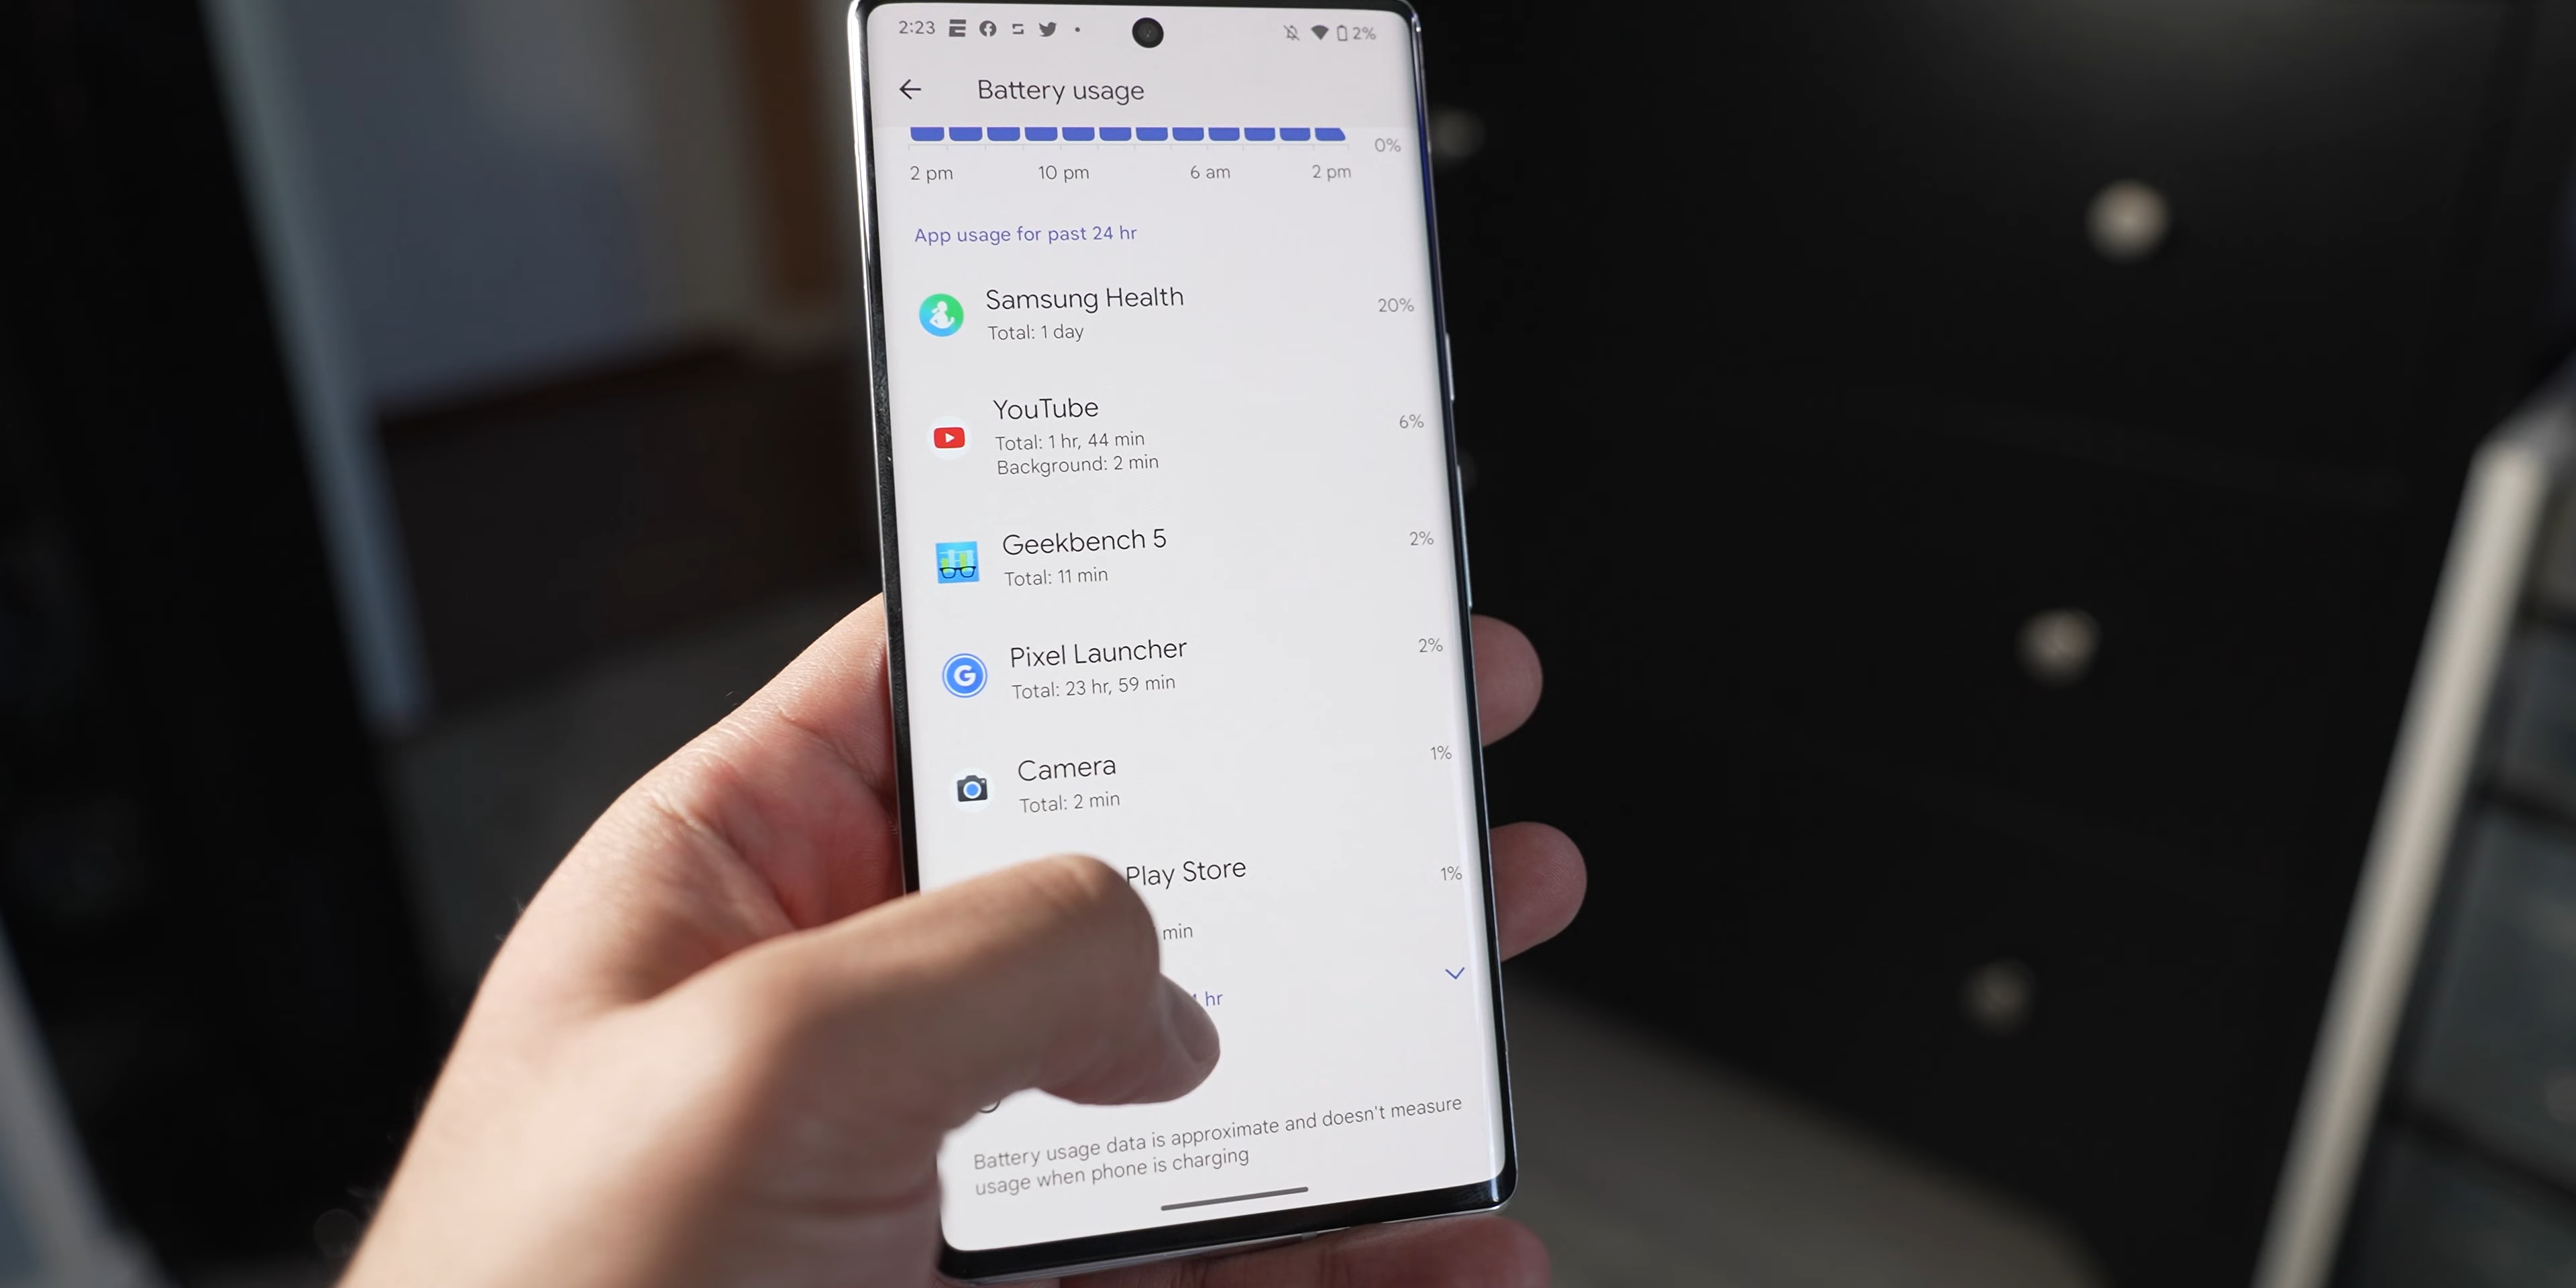 2:23
2%
Battery usage
0%
2 pm 10 pm 6 am 2 pm
App usage for past 24 hr
Samsung Health
20%
Total: 1 day
YouTube
6%
Total: 1 hr, 44 min
Background: 2 min
Geekbench 5
2%
Total: 11 min
Pixel Launcher
2%
Total: 23 hr, 59 min
Camera
1%
Total: 2 min
Play Store
1%
min
hr
Battery usage data is approximate and doesn't measure
usage when phone is charging